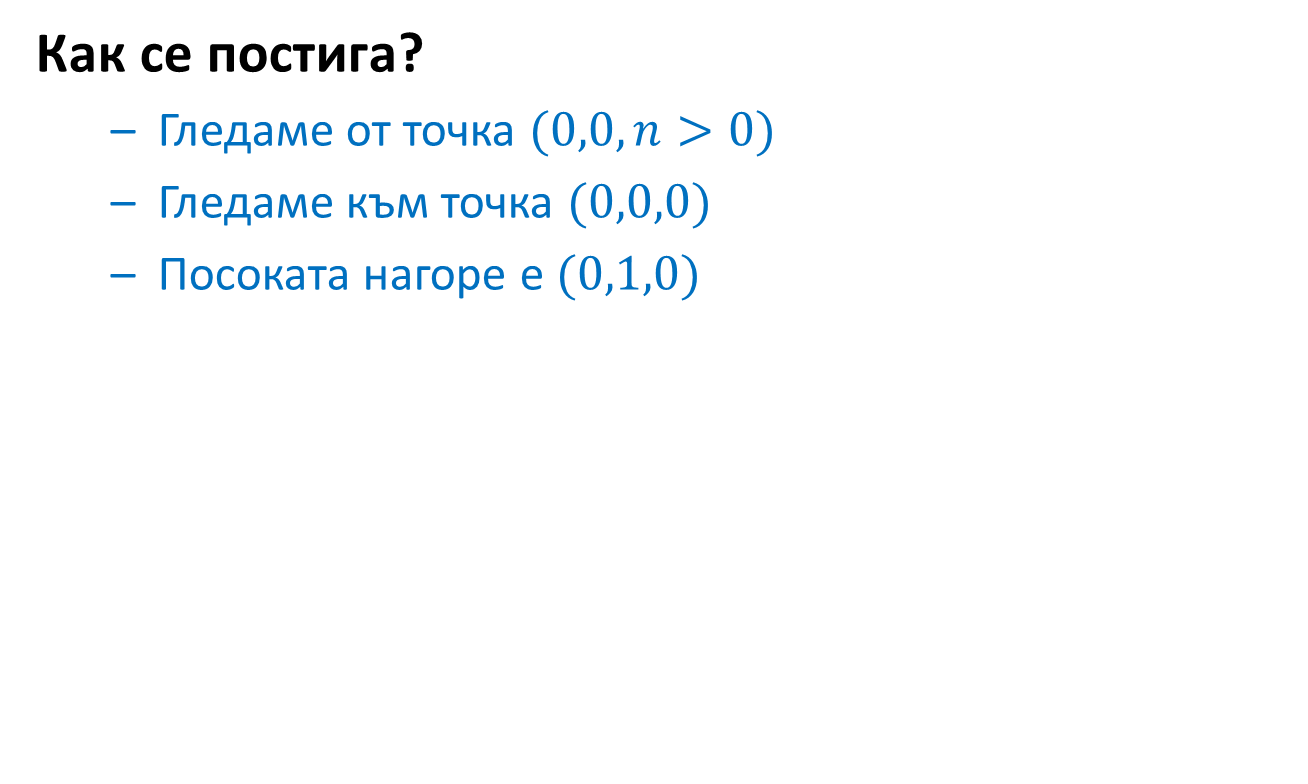 Как се постига?
– Гледаме от точка (0,0,n > 0)
– Гледаме към точка (0,0,0)
– Посоката нагоре е (0,1,0)